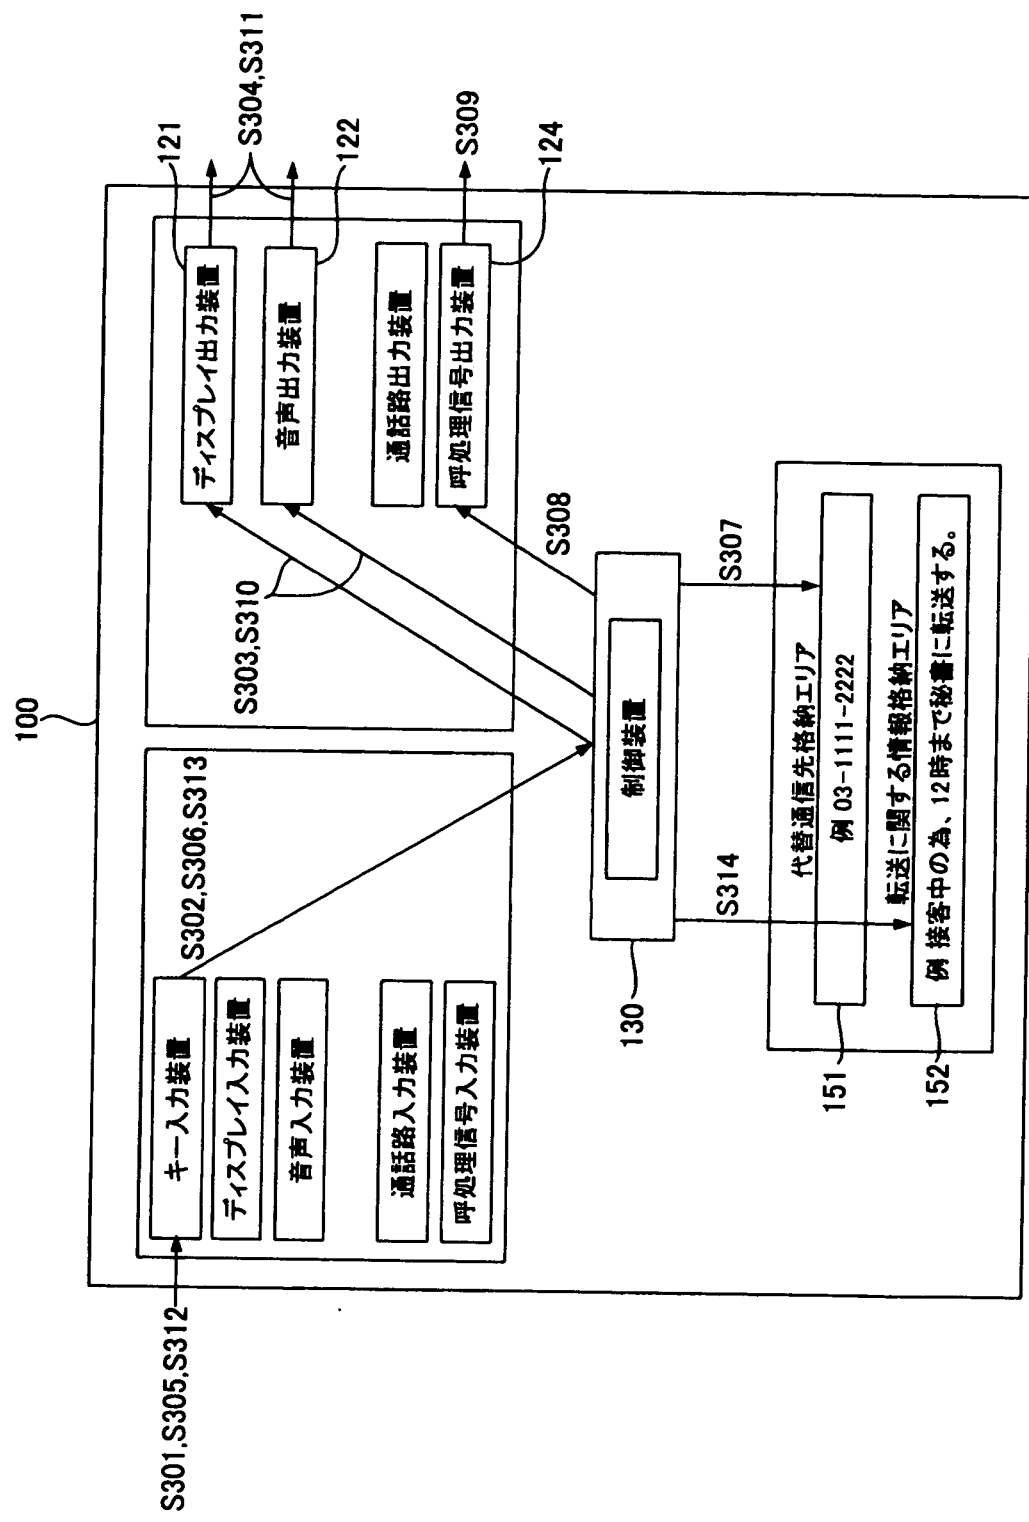 100
S301,S305,S312
キー入力装置
ディスプレイ入力装置
音声入力装置
通話路入力装置
呼処理信号入力装置
S302,S306,S313
S303,S310
ディスプレイ出力装置
音声出力装置
通話路出力装置
呼処理信号出力装置
121
S304,S311
122
S309
124
S308
制御装置
130
S307
S314
代替通信先格納エリア
例 03-1111-2222
151
転送に関する情報格納エリア
例 接客中の為、12時まで秘書に転送する。
152